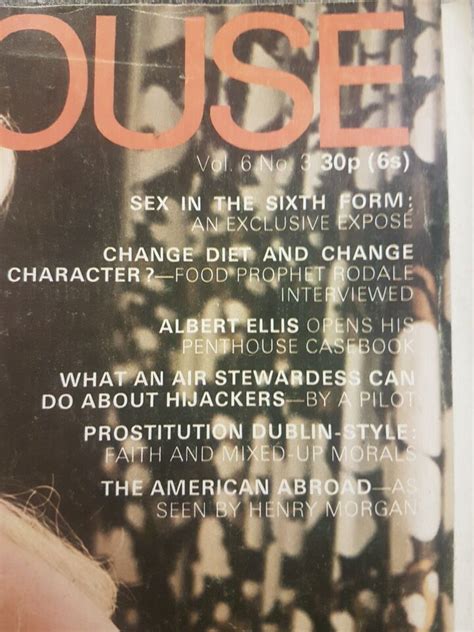 OUSE
Vol. 6 No. 3 30p (6s)
SEX IN THE SIXTH FORM:
AN EXCLUSIVE EXPOSÉ
CHANGE DIET AND CHANGE
CHARACTER?—FOOD PROPHET RODALE
INTERVIEWED
ALBERT ELLIS OPENS HIS
PENTHOUSE CASEBOOK
WHAT AN AIR STEWARDESS CAN
DO ABOUT HIJACKERS—BY A PILOT
PROSTITUTION DUBLIN-STYLE:
FAITH AND MIXED-UP MORALS
THE AMERICAN ABROAD—AS
SEEN BY HENRY MORGAN